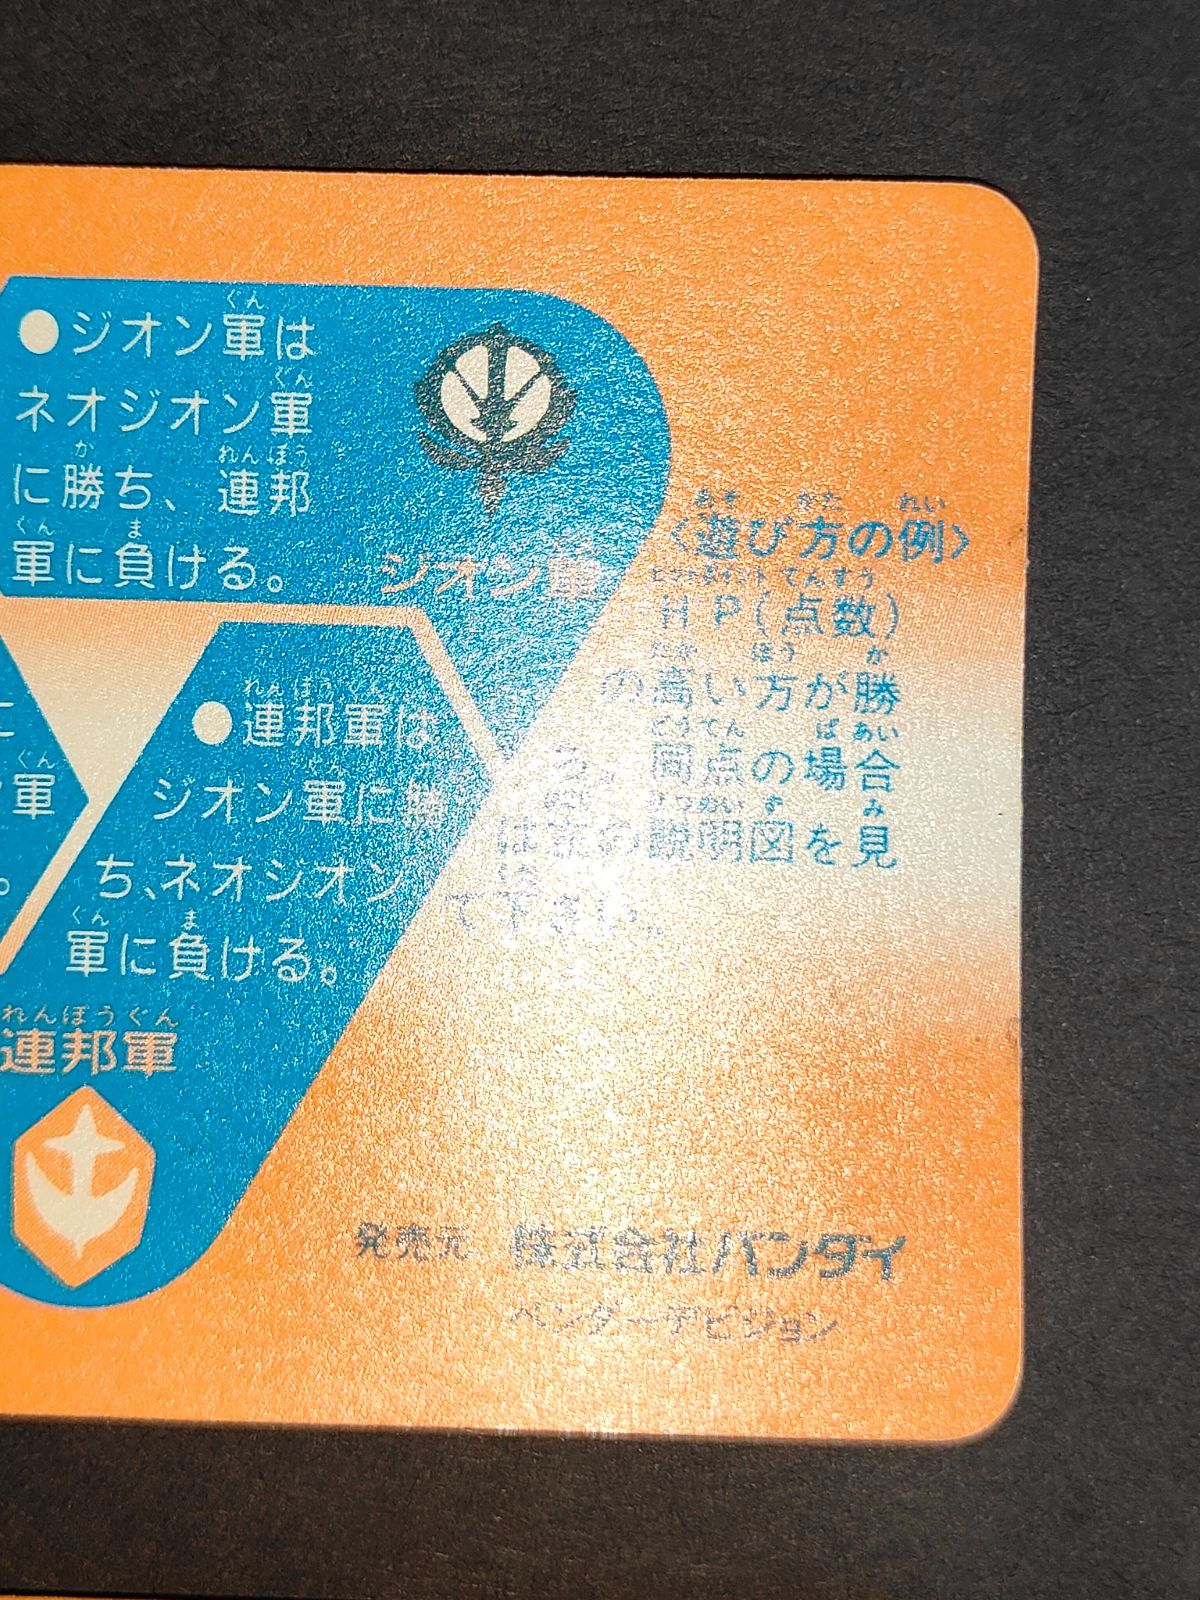 ●ジオン軍は
ネオジオン軍
に勝ち、連邦
軍に負ける。
ジオン軍
軍
●連邦軍は
ジオン軍に勝
ち、ネオジオン
軍に負ける。
連邦軍
<遊び方の例>
HP(点数)
の高い方が勝
ち。同点の場合
は左の説明図を見
て下さい。
発売元 株式会社バンダイ
ベンダーデビジョン